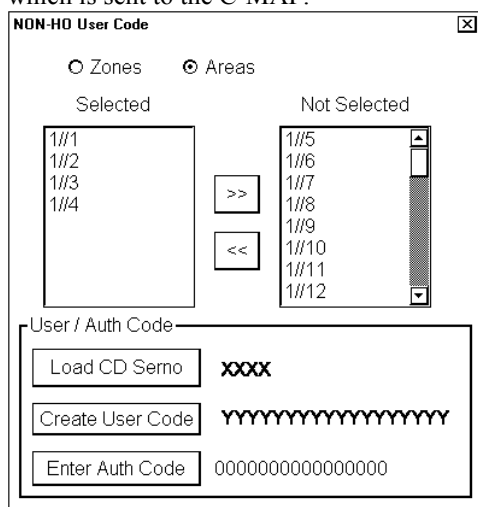 which is sent to the C-MAP.
NON-HO User Code
Zones Areas
Selected Not Selected
1//1
1//2
1//3
1//4
>>
<<
1//5
1//6
1//7
1//8
1//9
1//10
1//11
1//12
User / Auth Code
Load CD Serno XXXX
Create User Code YYYYYYYYYYYYYYYYYYY
Enter Auth Code 0000000000000000